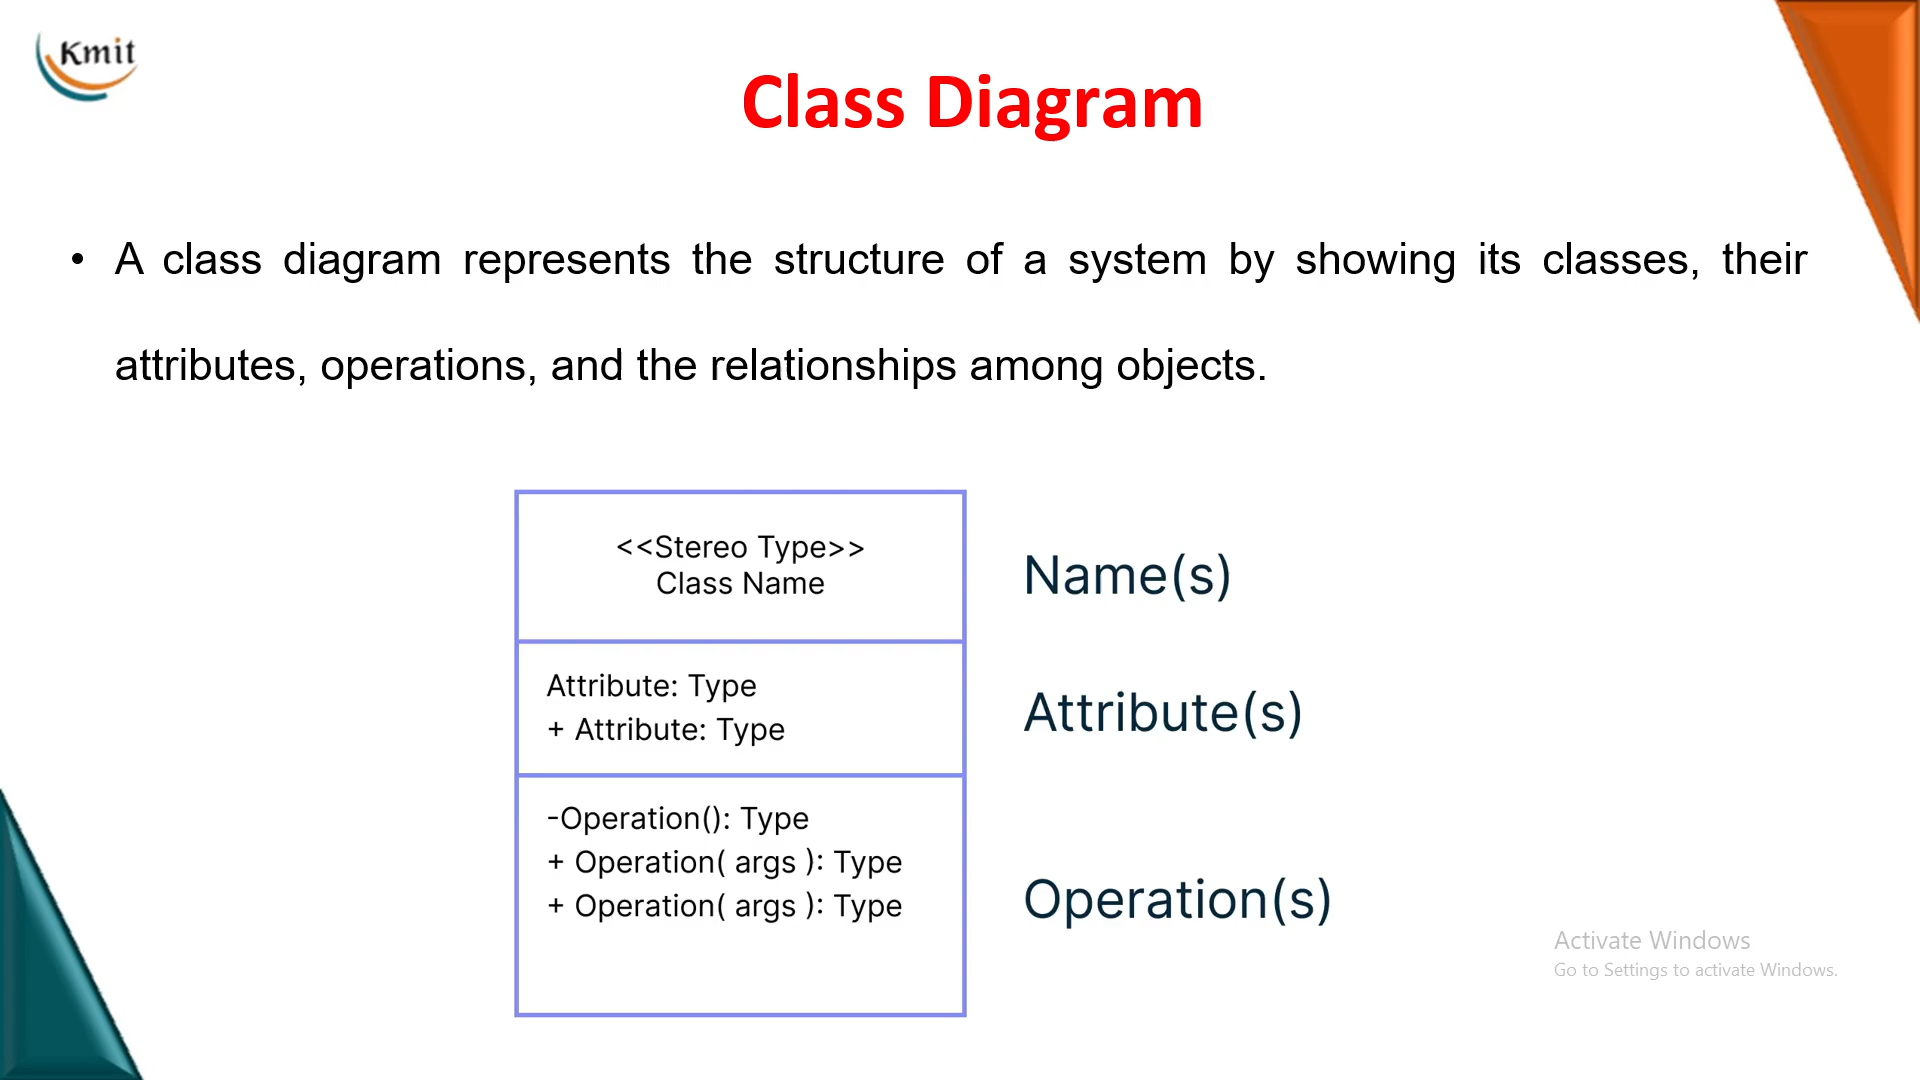 Kmit
Class Diagram
• A class diagram represents the structure of a system by showing its classes, their
attributes, operations, and the relationships among objects.
<<Stereo Type>>
Class Name
Name(s)
Attribute: Type
+ Attribute: Type
Attribute(s)
-Operation(): Type
+ Operation( args ): Type
+ Operation( args ): Type
Operation(s)
Activate Windows
Go to Settings to activate Windows.